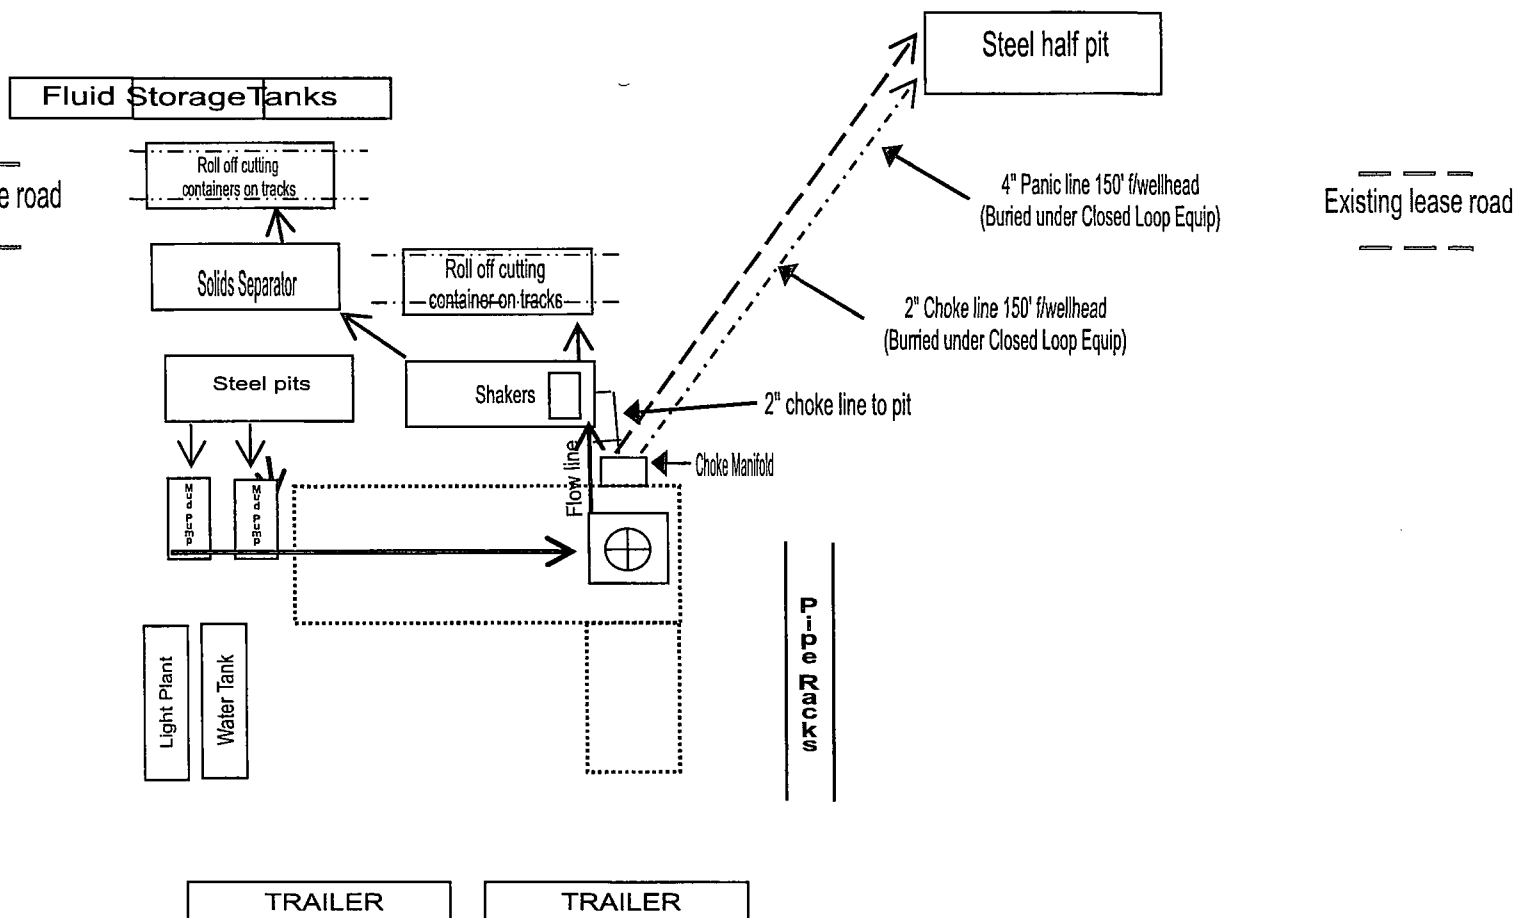 Steel half pit
Fluid StorageTanks
Roll off cutting
containers on tracks
e road
4" Panic line 150' f/wellhead
(Buried under Closed Loop Equip)
Existing lease road
Solids Separator
Roll off cutting
container on tracks
2" Choke line 150' f/wellhead
(Burried under Closed Loop Equip)
Steel pits
Shakers
2" choke line to pit
Flow line
Choke Manifold
Mud Pump
Mud Pump
Pipe Racks
Light Plant
Water Tank
TRAILER
TRAILER